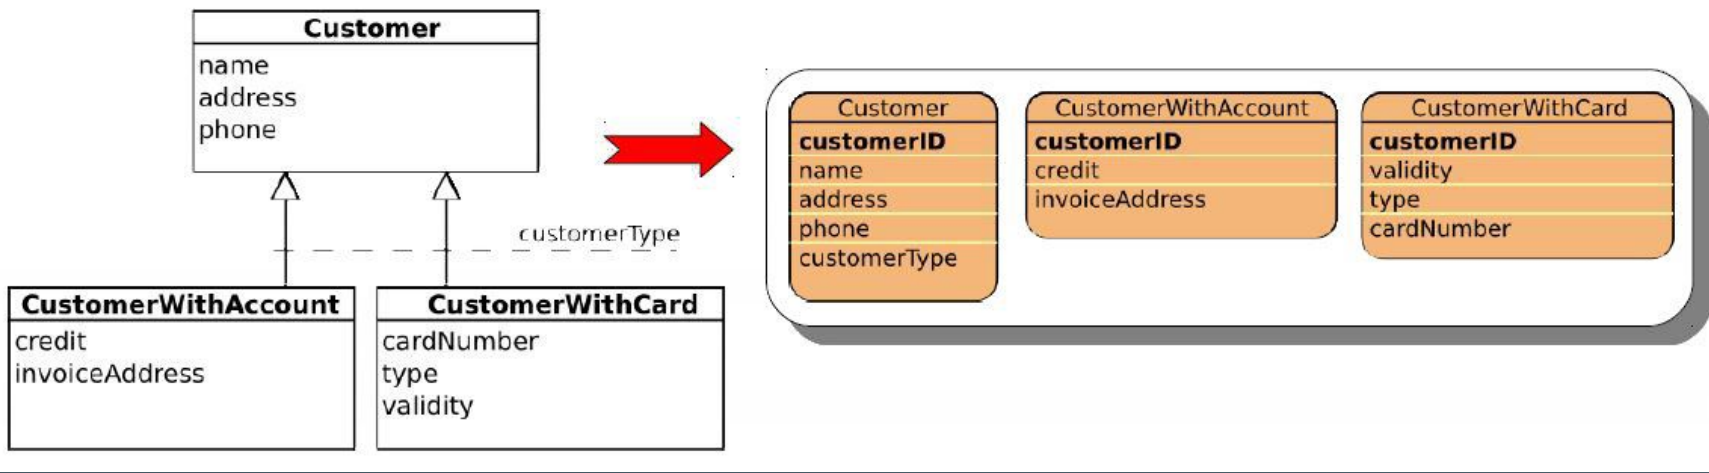 Customer
name
address
phone
customerType
CustomerWithAccount
credit
invoiceAddress
CustomerWithCard
cardNumber
type
validity
Customer
customerID
name
address
phone
customerType
CustomerWithAccount
customerID
credit
invoiceAddress
CustomerWithCard
customerID
validity
type
cardNumber